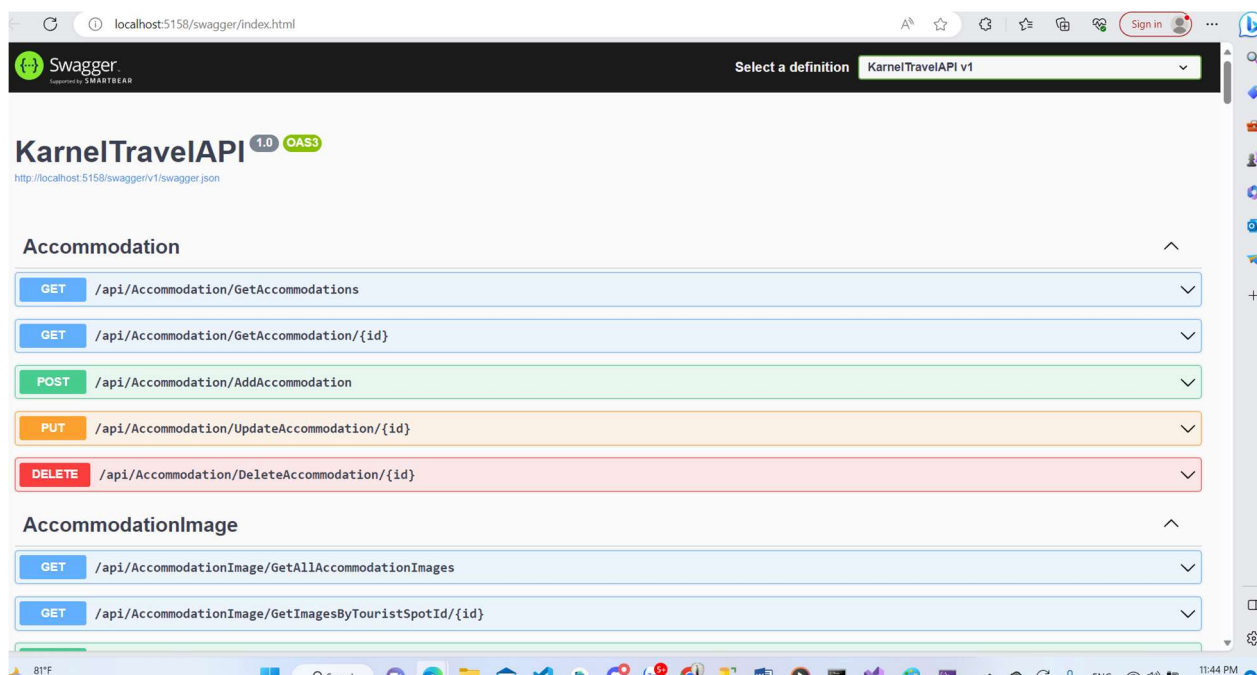 localhost:5158/swagger/index.html
Sign in
Swagger
Supported by SMARTBEAR
Select a definition
KarnelTravelAPI v1
KarnelTravelAPI 1.0 OAS3
http://localhost:5158/swagger/v1/swagger.json
Accommodation
GET /api/Accommodation/GetAccommodations
GET /api/Accommodation/GetAccommodation/{id}
POST /api/Accommodation/AddAccommodation
PUT /api/Accommodation/UpdateAccommodation/{id}
DELETE /api/Accommodation/DeleteAccommodation/{id}
AccommodationImage
GET /api/AccommodationImage/GetAllAccommodationImages
GET /api/AccommodationImage/GetImagesByTouristSpotId/{id}
81°F
5+
11:44 PM